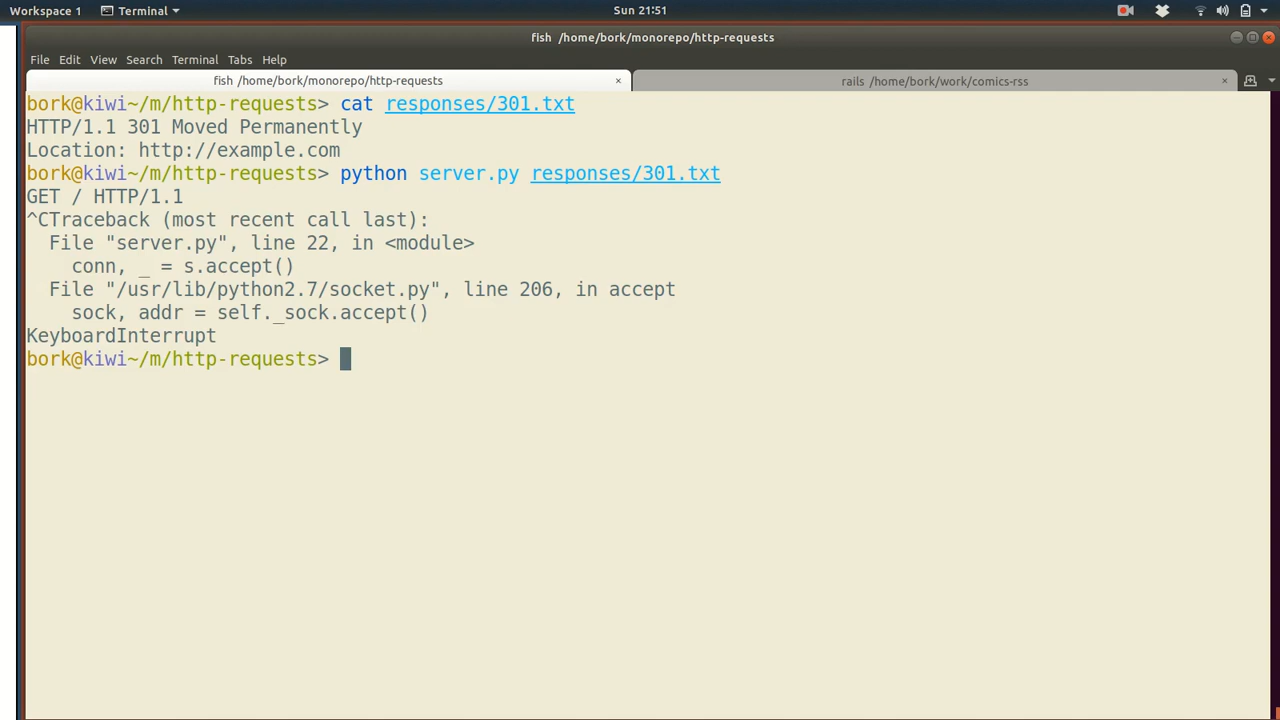 Workspace 1 Terminal Sun 21:51
fish /home/bork/monorepo/http-requests
File Edit View Search Terminal Tabs Help
fish /home/bork/monorepo/http-requests × rails /home/bork/work/comics-rss ×
bork@kiwi~/m/http-requests> cat responses/301.txt
HTTP/1.1 301 Moved Permanently
Location: http://example.com
bork@kiwi~/m/http-requests> python server.py responses/301.txt
GET / HTTP/1.1
^CTraceback (most recent call last):
  File "server.py", line 22, in <module>
    conn, _ = s.accept()
  File "/usr/lib/python2.7/socket.py", line 206, in accept
    sock, addr = self._sock.accept()
KeyboardInterrupt
bork@kiwi~/m/http-requests>